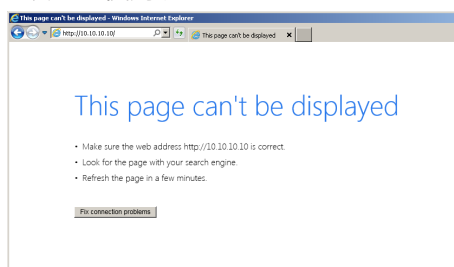 This page can't be displayed - Windows Internet Explorer
http://10.10.10.10/
This page can't be displayed
This page can't be displayed
• Make sure the web address http://10.10.10.10 is correct.
• Look for the page with your search engine.
• Refresh the page in a few minutes.
Fix connection problems